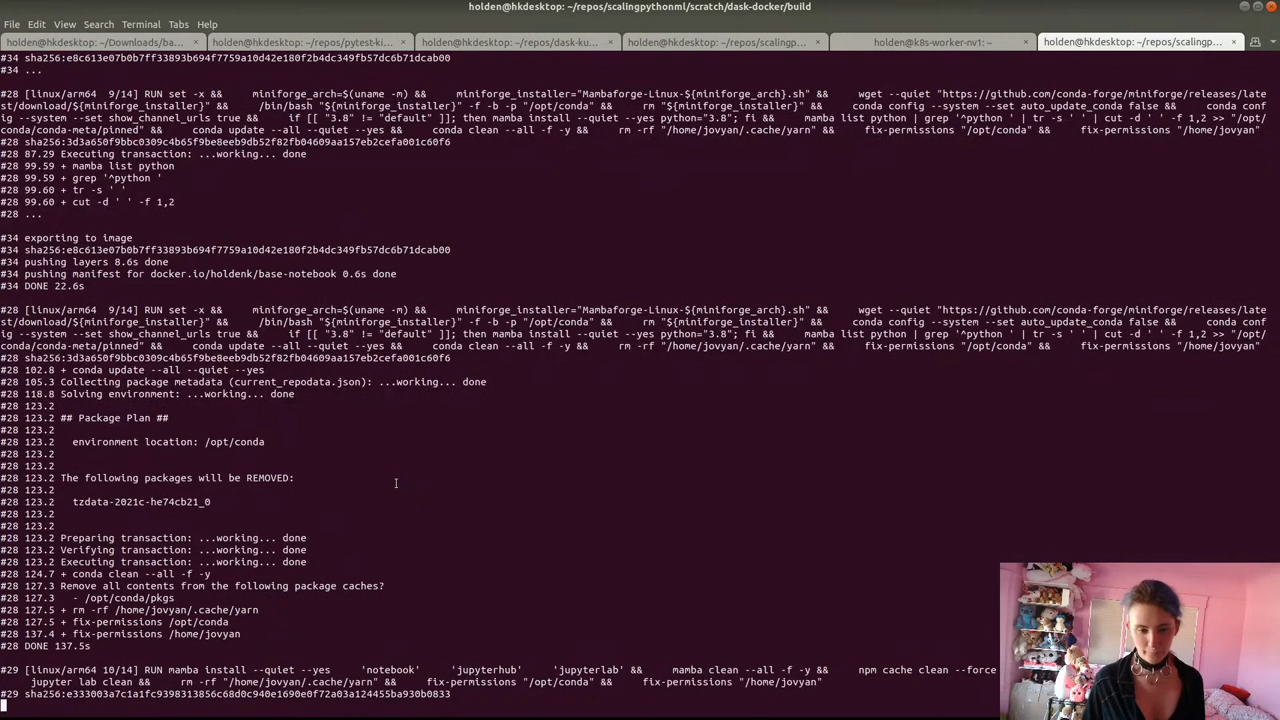 holden@hkdesktop: ~/repos/scalingpythonml/scratch/dask-docker/build
File Edit View Search Terminal Tabs Help
holden@hkdesktop: ~/Downloads/ba... × holden@hkdesktop: ~/repos/pytest-ki... × holden@hkdesktop: ~/repos/dask-ku... × holden@hkdesktop: ~/repos/scalingp... × holden@k8s-worker-nv1: ~ × holden@hkdesktop: ~/repos/scalingp... ×
#34 sha256:e8c613e07b0b7ff33893b694f7759a10d42e180f2b4dc349fb57dc6b71dcab00
#34 ...
#28 [linux/arm64  9/14] RUN set -x &&     miniforge_arch=$(uname -m) &&     miniforge_installer="Mambaforge-Linux-${miniforge_arch}.sh" &&     wget --quiet "https://github.com/conda-forge/miniforge/releases/late
st/download/${miniforge_installer}" &&     /bin/bash "${miniforge_installer}" -f -b -p "/opt/conda" &&     rm "${miniforge_installer}" &&     conda config --system --set auto_update_conda false &&     conda conf
ig --system --set show_channel_urls true &&     if [[ "3.8" != "default" ]]; then mamba install --quiet --yes python="3.8"; fi &&     mamba list python | grep '^python ' | tr -s ' ' | cut -d ' ' -f 1,2 >> "/opt/
conda/conda-meta/pinned" &&     conda update --all --quiet --yes &&     conda clean --all -f -y &&     rm -rf "/home/jovyan/.cache/yarn" &&     fix-permissions "/opt/conda" &&     fix-permissions "/home/jovyan"
#28 sha256:3d3a650f9bbc0309c4b65f9be8eeb9db52f82fb04609aa157eb2cefa001c60f6
#28 87.29 Executing transaction: ...working... done
#28 99.59 + mamba list python
#28 99.59 + grep '^python '
#28 99.60 + tr -s ' '
#28 99.60 + cut -d ' ' -f 1,2
#28 ...
#34 exporting to image
#34 sha256:e8c613e07b0b7ff33893b694f7759a10d42e180f2b4dc349fb57dc6b71dcab00
#34 pushing layers 8.6s done
#34 pushing manifest for docker.io/holdenk/base-notebook 0.6s done
#34 DONE 22.6s
#28 [linux/arm64  9/14] RUN set -x &&     miniforge_arch=$(uname -m) &&     miniforge_installer="Mambaforge-Linux-${miniforge_arch}.sh" &&     wget --quiet "https://github.com/conda-forge/miniforge/releases/late
st/download/${miniforge_installer}" &&     /bin/bash "${miniforge_installer}" -f -b -p "/opt/conda" &&     rm "${miniforge_installer}" &&     conda config --system --set auto_update_conda false &&     conda conf
ig --system --set show_channel_urls true &&     if [[ "3.8" != "default" ]]; then mamba install --quiet --yes python="3.8"; fi &&     mamba list python | grep '^python ' | tr -s ' ' | cut -d ' ' -f 1,2 >> "/opt/
conda/conda-meta/pinned" &&     conda update --all --quiet --yes &&     conda clean --all -f -y &&     rm -rf "/home/jovyan/.cache/yarn" &&     fix-permissions "/opt/conda" &&     fix-permissions "/home/jovyan"
#28 sha256:3d3a650f9bbc0309c4b65f9be8eeb9db52f82fb04609aa157eb2cefa001c60f6
#28 102.8 + conda update --all --quiet --yes
#28 105.3 Collecting package metadata (current_repodata.json): ...working... done
#28 118.8 Solving environment: ...working... done
#28 123.2
#28 123.2 ## Package Plan ##
#28 123.2
#28 123.2   environment location: /opt/conda
#28 123.2
#28 123.2
#28 123.2 The following packages will be REMOVED:
#28 123.2
#28 123.2   tzdata-2021c-he74cb21_0
#28 123.2
#28 123.2
#28 123.2 Preparing transaction: ...working... done
#28 123.2 Verifying transaction: ...working... done
#28 123.2 Executing transaction: ...working... done
#28 124.7 + conda clean --all -f -y
#28 127.3 Remove all contents from the following package caches?
#28 127.3   - /opt/conda/pkgs
#28 127.5 + rm -rf /home/jovyan/.cache/yarn
#28 127.5 + fix-permissions /opt/conda
#28 137.4 + fix-permissions /home/jovyan
#28 DONE 137.5s
#29 [linux/arm64 10/14] RUN mamba install --quiet --yes     'notebook'     'jupyterhub'     'jupyterlab' &&     mamba clean --all -f -y &&     npm cache clean --force
jupyter lab clean &&     rm -rf "/home/jovyan/.cache/yarn" &&     fix-permissions "/opt/conda" &&     fix-permissions "/home/jovyan"
#29 sha256:e333003a7c1a1fc9398313856c68d0c940e1690e0f72a03a124455ba930b0833